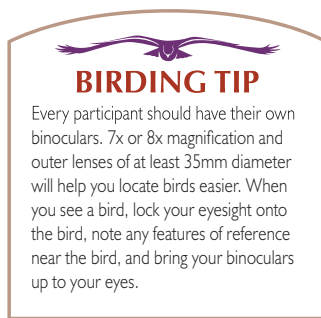 BIRDING TIP
Every participant should have their own
binoculars. 7x or 8x magnification and
outer lenses of at least 35mm diameter
will help you locate birds easier. When
you see a bird, lock your eyesight onto
the bird, note any features of reference
near the bird, and bring your binoculars
up to your eyes.